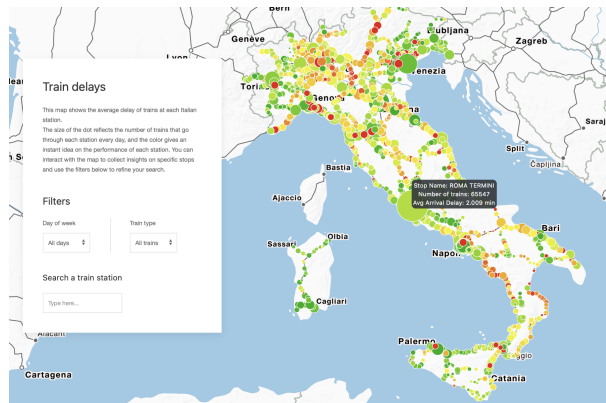 Bern
Ljubljana
Genève
Zagreb
Lyon
Venezia
Train delays
Torino
This map shows the average delay of trains at each Italian
station.
Genova
The size of the dot reflects the number of trains that go
through each station every day, and the color gives an
instant idea on the performance of each station. You can
interact with the map to collect insights on specific stops
and use the filters below to refine your search.
Split
Čapljina
Bastia
Stop Name: ROMA TERMINI
Number of trains: 65547
Avg Arrival Delay: 2.009 min
Ajaccio
Filters
Day of week
Train type
All days
All trains
Bari
Olbia
Sassari
Napoli
Search a train station
Type here...
Cagliari
Alacant
Palermo
Cartagena
Catania